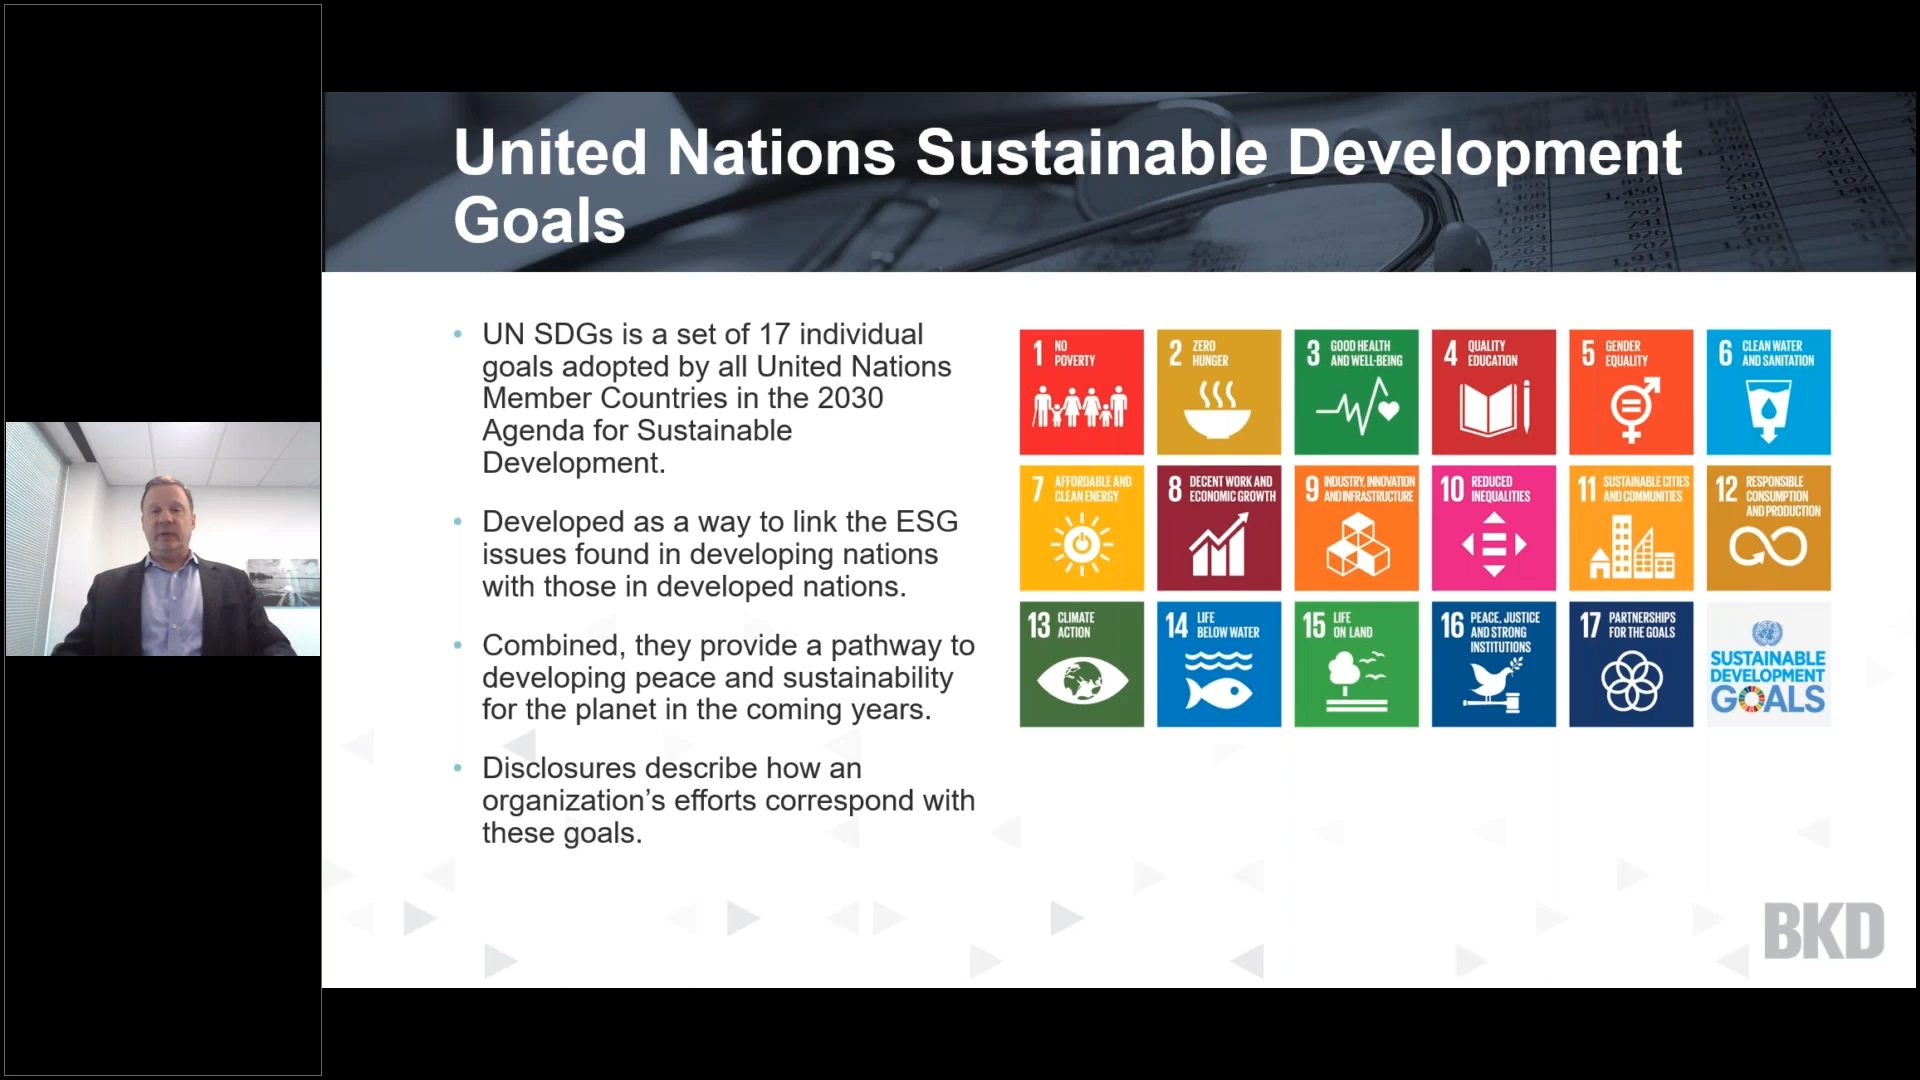 United Nations Sustainable Development
Goals
• UN SDGs is a set of 17 individual
goals adopted by all United Nations
Member Countries in the 2030
Agenda for Sustainable
Development.
• Developed as a way to link the ESG
issues found in developing nations
with those in developed nations.
• Combined, they provide a pathway to
developing peace and sustainability
for the planet in the coming years.
• Disclosures describe how an
organization’s efforts correspond with
these goals.
1 NO
POVERTY
2 ZERO
HUNGER
3 GOOD HEALTH
AND WELL-BEING
4 QUALITY
EDUCATION
5 GENDER
EQUALITY
6 CLEAN WATER
AND SANITATION
7 AFFORDABLE AND
CLEAN ENERGY
8 DECENT WORK AND
ECONOMIC GROWTH
9 INDUSTRY, INNOVATION
AND INFRASTRUCTURE
10 REDUCED
INEQUALITIES
11 SUSTAINABLE CITIES
AND COMMUNITIES
12 RESPONSIBLE
CONSUMPTION
AND PRODUCTION
13 CLIMATE
ACTION
14 LIFE
BELOW WATER
15 LIFE
ON LAND
16 PEACE, JUSTICE
AND STRONG
INSTITUTIONS
17 PARTNERSHIPS
FOR THE GOALS
SUSTAINABLE
DEVELOPMENT
GOALS
BKD